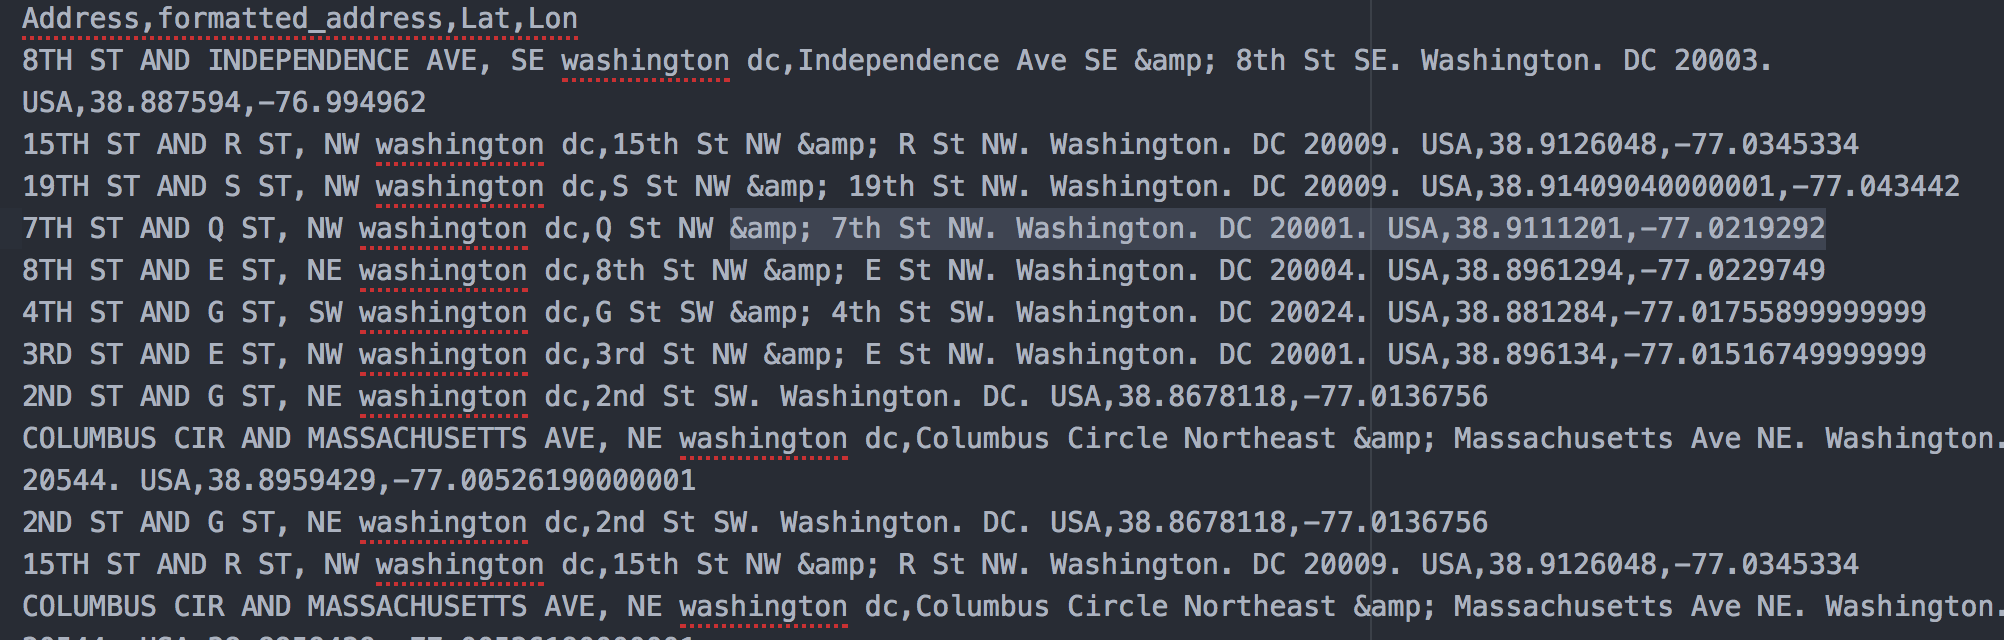 Address,formatted_address,Lat,Lon
8TH ST AND INDEPENDENCE AVE, SE washington dc,Independence Ave SE &amp; 8th St SE. Washington. DC 20003.
USA,38.887594,-76.994962
15TH ST AND R ST, NW washington dc,15th St NW &amp; R St NW. Washington. DC 20009. USA,38.9126048,-77.0345334
19TH ST AND S ST, NW washington dc,S St NW &amp; 19th St NW. Washington. DC 20009. USA,38.91409040000001,-77.043442
7TH ST AND Q ST, NW washington dc,Q St NW &amp; 7th St NW. Washington. DC 20001. USA,38.9111201,-77.0219292
8TH ST AND E ST, NE washington dc,8th St NW &amp; E St NW. Washington. DC 20004. USA,38.8961294,-77.0229749
4TH ST AND G ST, SW washington dc,G St SW &amp; 4th St SW. Washington. DC 20024. USA,38.881284,-77.01755899999999
3RD ST AND E ST, NW washington dc,3rd St NW &amp; E St NW. Washington. DC 20001. USA,38.896134,-77.01516749999999
2ND ST AND G ST, NE washington dc,2nd St SW. Washington. DC. USA,38.8678118,-77.0136756
COLUMBUS CIR AND MASSACHUSETTS AVE, NE washington dc,Columbus Circle Northeast &amp; Massachusetts Ave NE. Washington.
20544. USA,38.8959429,-77.00526190000001
2ND ST AND G ST, NE washington dc,2nd St SW. Washington. DC. USA,38.8678118,-77.0136756
15TH ST AND R ST, NW washington dc,15th St NW &amp; R St NW. Washington. DC 20009. USA,38.9126048,-77.0345334
COLUMBUS CIR AND MASSACHUSETTS AVE, NE washington dc,Columbus Circle Northeast &amp; Massachusetts Ave NE. Washington.